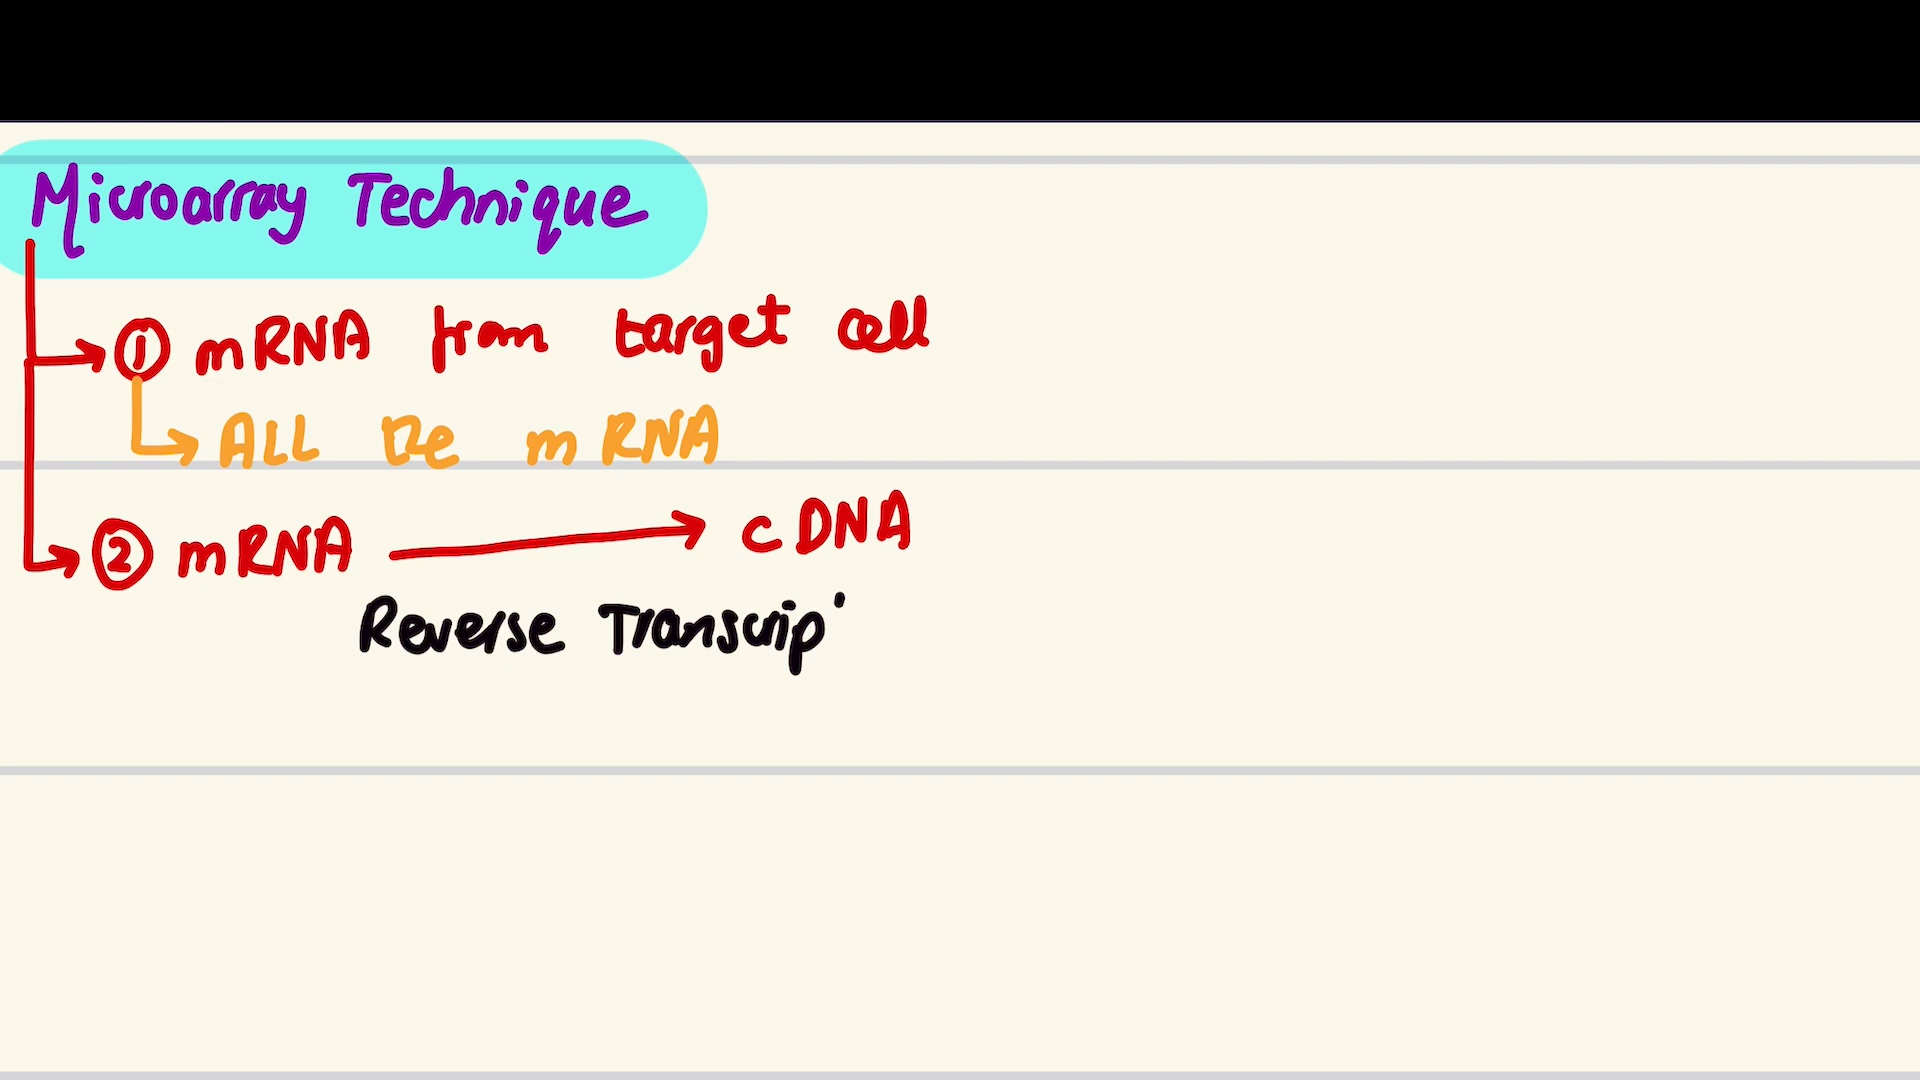 Microarray Technique
① mRNA from target cell
ALL the mRNA
② mRNA → cDNA
Reverse Transcrip